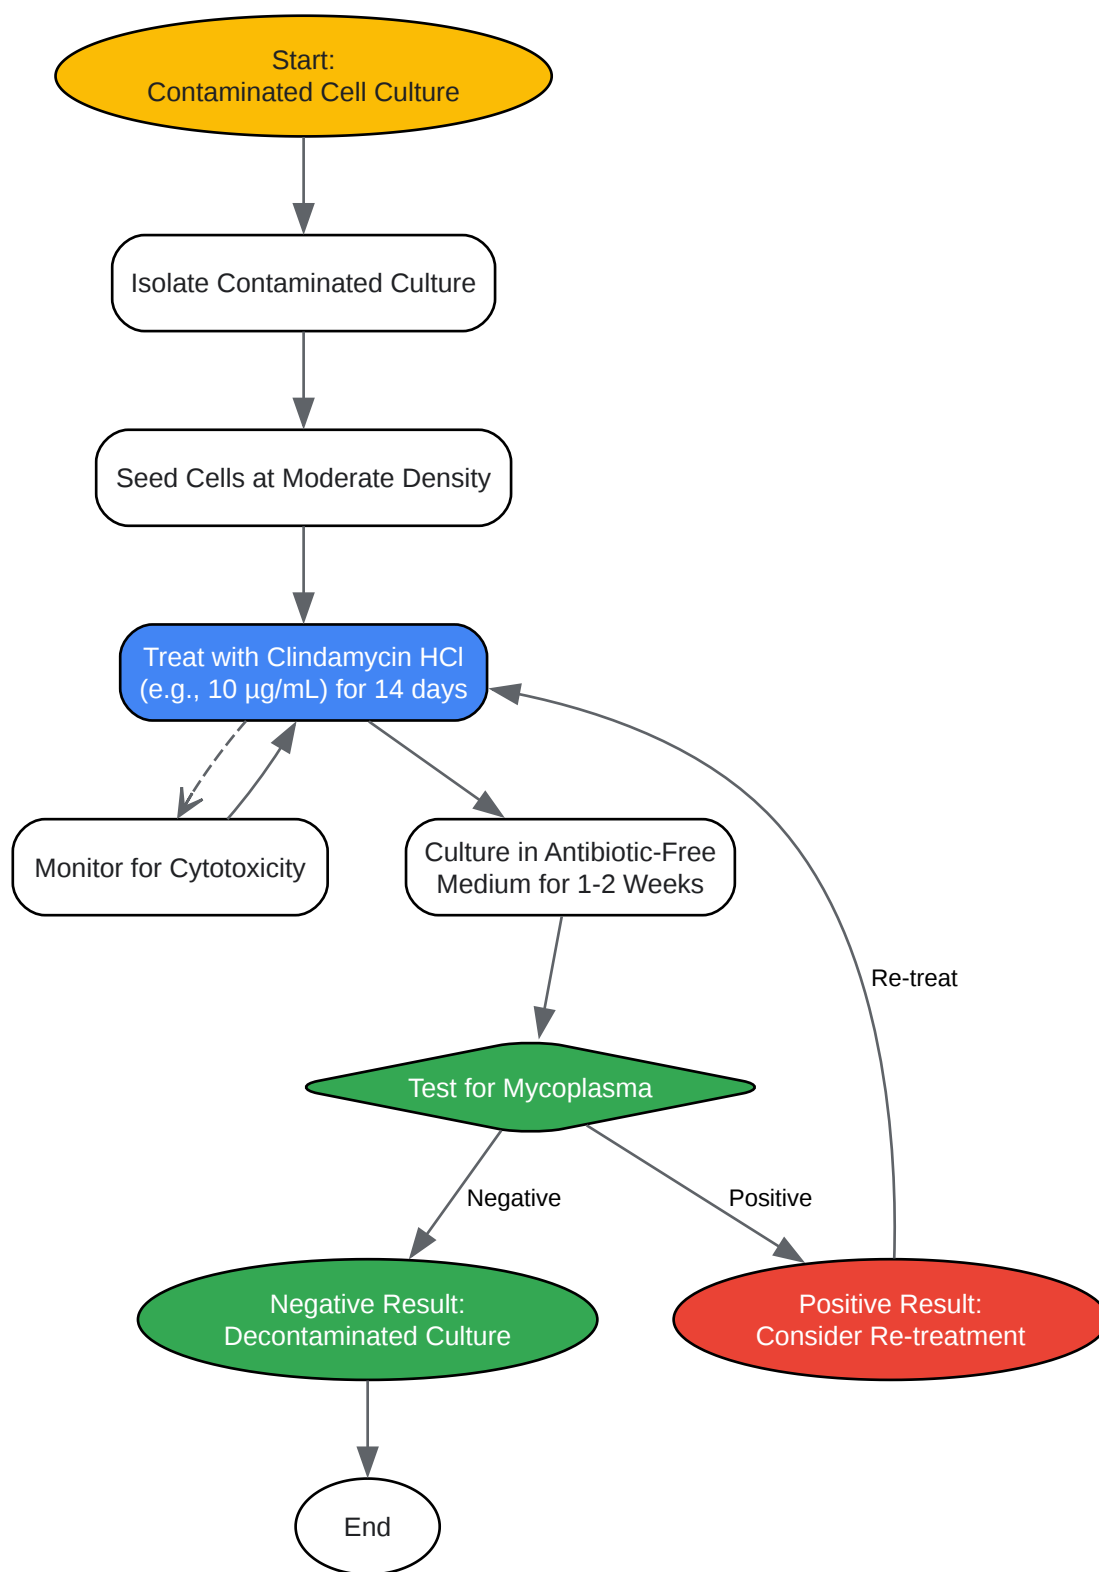 Start:
Contaminated Cell Culture
Isolate Contaminated Culture
Seed Cells at Moderate Density
Treat with Clindamycin HCl
(e.g., 10 µg/mL) for 14 days
Monitor for Cytotoxicity
Culture in Antibiotic-Free
Medium for 1-2 Weeks
Re-treat
Test for Mycoplasma
Negative
Positive
Negative Result:
Decontaminated Culture
Positive Result:
Consider Re-treatment
End